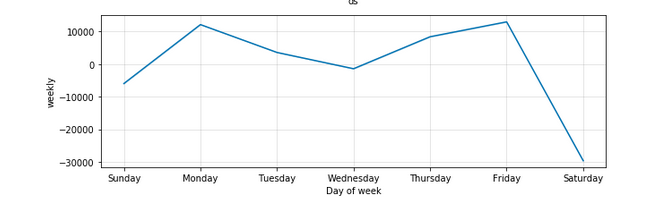 ds
10000
0
−10000
−20000
−30000
weekly
Sunday Monday Tuesday Wednesday Thursday Friday Saturday
Day of week